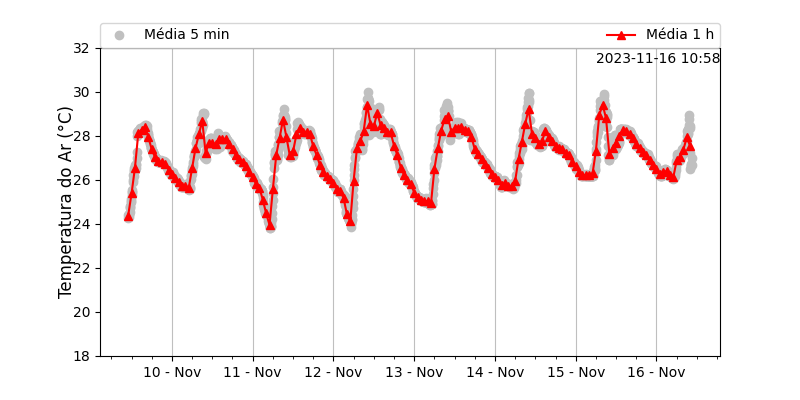 Média 5 min
Média 1 h
2023-11-16 10:58
Temperatura do Ar (°C)
32
30
28
26
24
22
20
18
10 - Nov
11 - Nov
12 - Nov
13 - Nov
14 - Nov
15 - Nov
16 - Nov